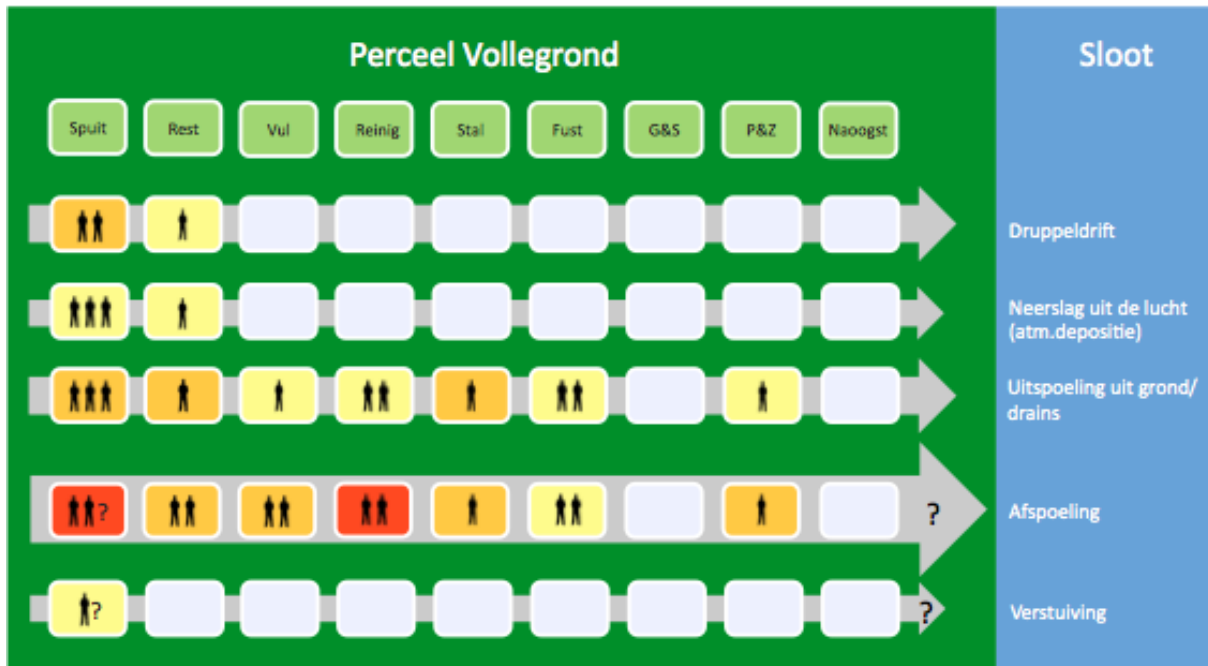 Perceel Vollegrond
Sloot
Spuit
Rest
Vul
Reinig
Stal
Fust
G&S
P&Z
Naoogst
Druppeldrift
Neerslag uit de lucht
(atm.depositie)
Uitspoeling uit grond/
drains
?
?
Afspoeling
?
?
Verstuiving